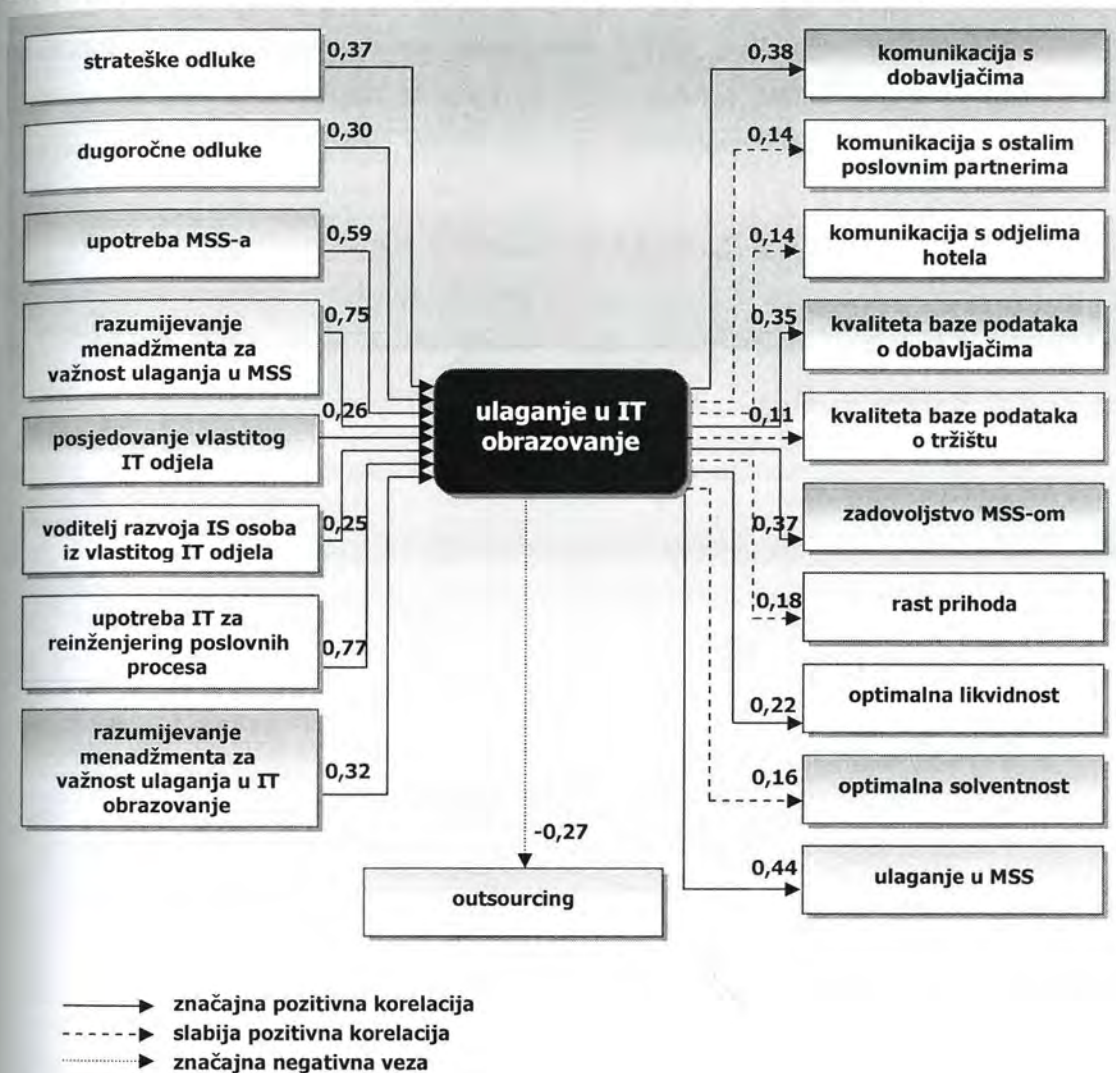 strateške odluke
0,37
dugoročne odluke
0,30
upotreba MSS-a
0,59
razumijevanje
menadžmenta za
važnost ulaganja u MSS
0,75
posjedovanje vlastitog
IT odjela
0,26
voditelj razvoja IS osoba
iz vlastitog IT odjela
0,25
upotreba IT za
reinženjering poslovnih
procesa
0,77
razumijevanje
menadžmenta za
važnost ulaganja u IT
obrazovanje
0,32
ulaganje u IT
obrazovanje
-0,27
outsourcing
0,38
komunikacija s
dobavljačima
0,14
komunikacija s ostalim
poslovnim partnerima
0,14
komunikacija s odjelima
hotela
0,35
kvaliteta baze podataka
o dobavljačima
0,11
kvaliteta baze podataka
o tržištu
0,37
zadovoljstvo MSS-om
0,18
rast prihoda
0,22
optimalna likvidnost
0,16
optimalna solventnost
0,44
ulaganje u MSS
značajna pozitivna korelacija
slabija pozitivna korelacija
značajna negativna veza